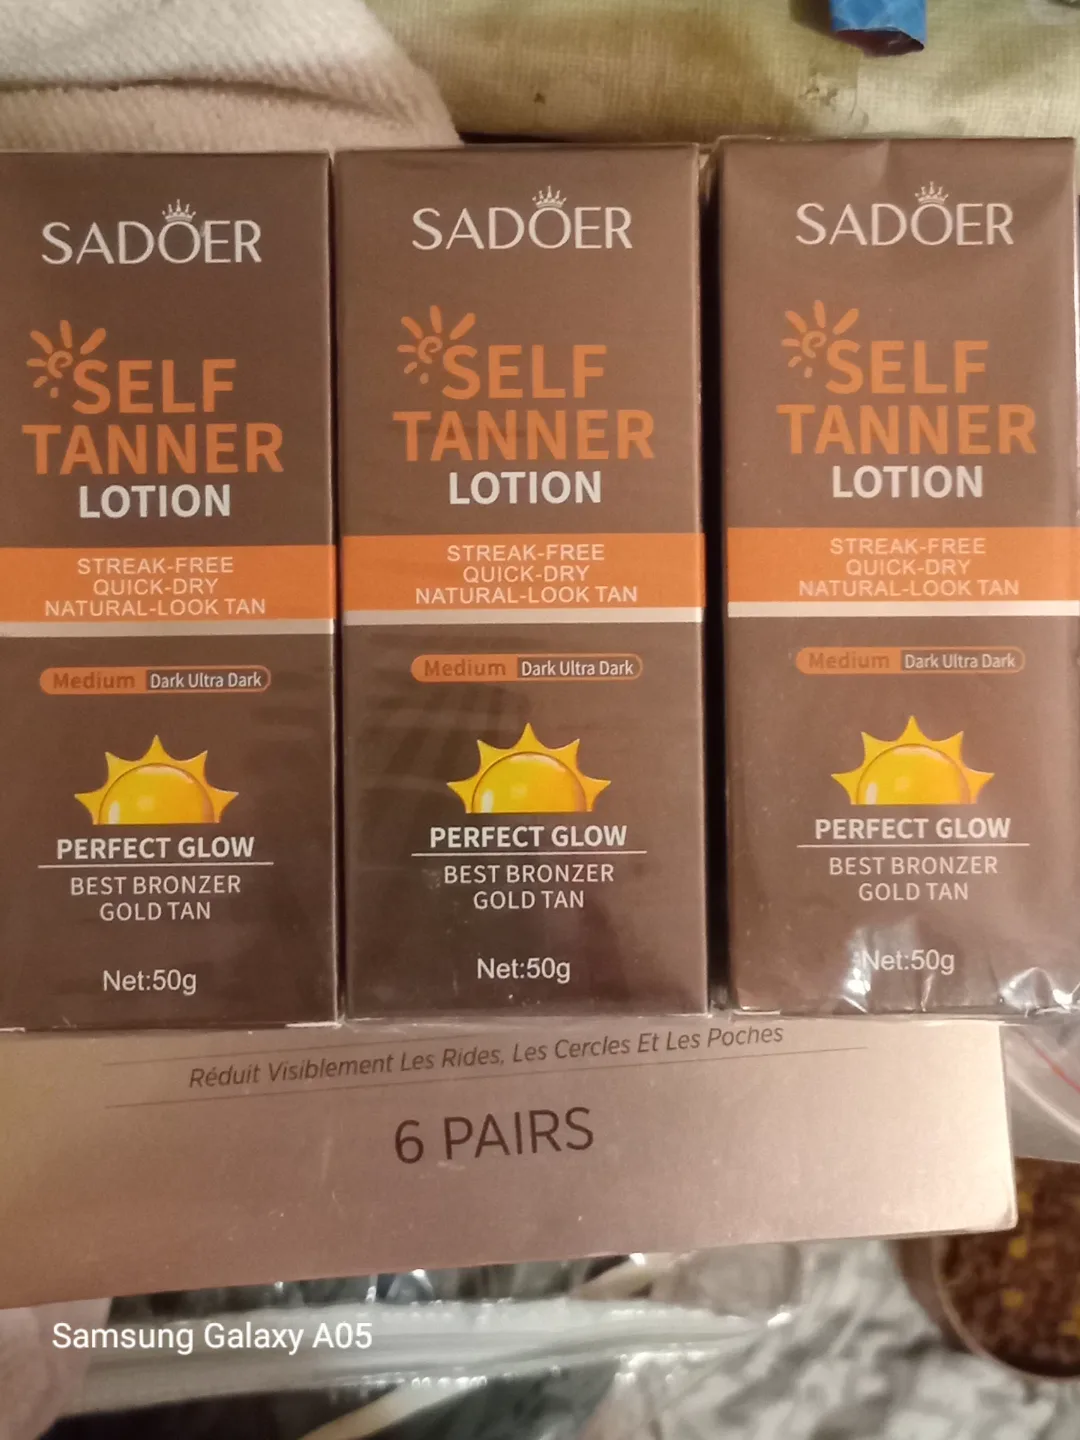 SADOER
SELF
TANNER
LOTION
STREAK-FREE
QUICK-DRY
NATURAL-LOOK TAN
Medium Dark Ultra Dark
PERFECT GLOW
BEST BRONZER
GOLD TAN
Net:50g
SADOER
SELF
TANNER
LOTION
STREAK-FREE
QUICK-DRY
NATURAL-LOOK TAN
Medium Dark Ultra Dark
PERFECT GLOW
BEST BRONZER
GOLD TAN
Net:50g
SADOER
SELF
TANNER
LOTION
STREAK-FREE
QUICK-DRY
NATURAL-LOOK TAN
Medium Dark Ultra Dark
PERFECT GLOW
BEST BRONZER
GOLD TAN
Net:50g
Réduit Visiblement Les Rides, Les Cercles Et Les Poches
6 PAIRS
Samsung Galaxy A05